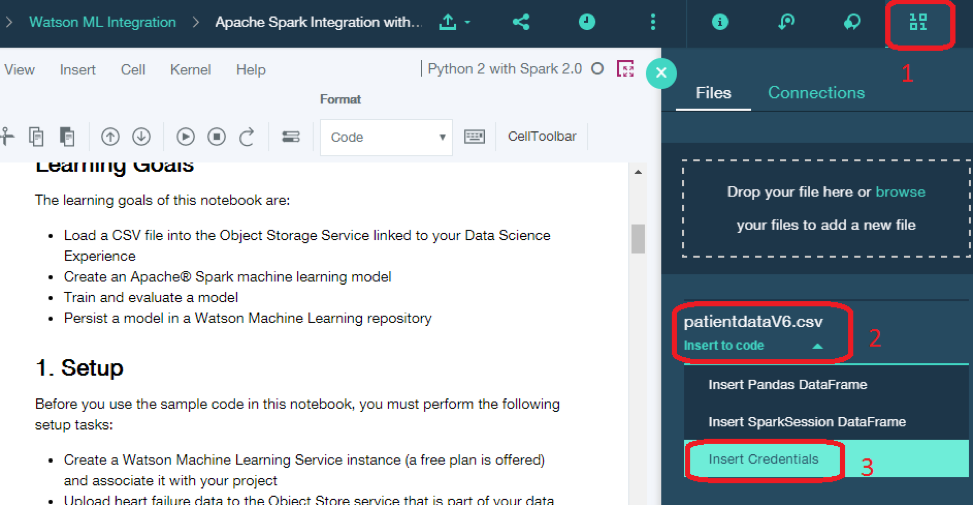 Watson ML Integration
Apache Spark Integration with...
View Insert Cell Kernel Help
Python 2 with Spark 2.0
Format
Code
CellToolbar
Learning Goals
The learning goals of this notebook are:
• Load a CSV file into the Object Storage Service linked to your Data Science
Experience
• Create an Apache® Spark machine learning model
• Train and evaluate a model
• Persist a model in a Watson Machine Learning repository
1. Setup
Before you use the sample code in this notebook, you must perform the following
setup tasks:
• Create a Watson Machine Learning Service instance (a free plan is offered)
and associate it with your project
• Upload heart failure data to the Object Store service that is part of your data
1
Files
Connections
Drop your file here or browse
your files to add a new file
patientdataV6.csv
Insert to code
2
Insert Pandas DataFrame
Insert SparkSession DataFrame
Insert Credentials
3